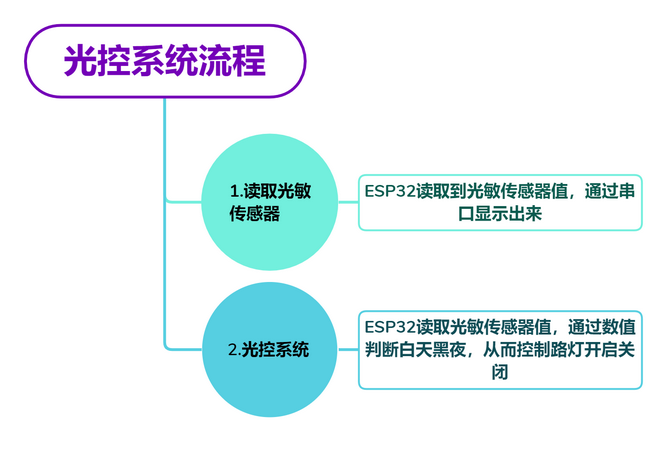 光控系统流程
1.读取光敏
传感器
ESP32读取到光敏传感器值，通过串
口显示出来
2.光控系统
ESP32读取光敏传感器值，通过数值
判断白天黑夜，从而控制路灯开启关
闭